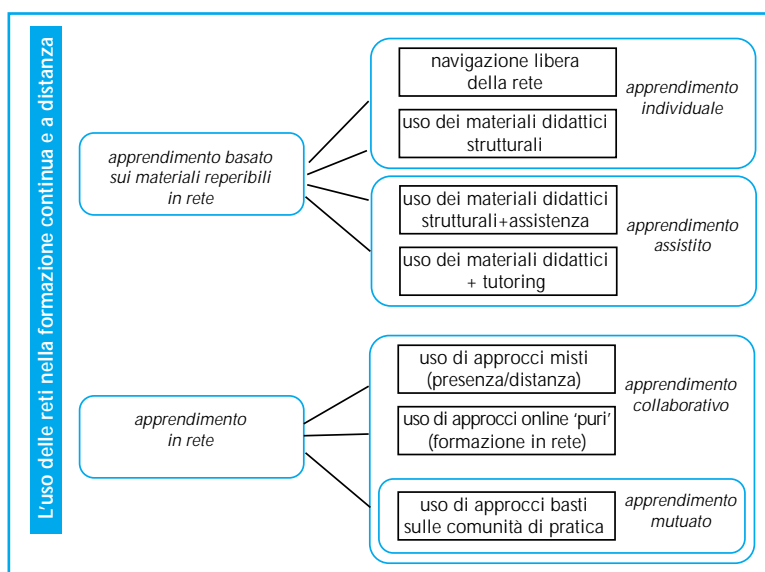 L'uso delle reti nella formazione continua e a distanza
apprendimento basato
sui materiali reperibili
in rete
navigazione libera
della rete
uso dei materiali didattici
strutturali
apprendimento
individuale
uso dei materiali didattici
strutturali+assistenza
uso dei materiali didattici
+ tutoring
apprendimento
assistito
apprendimento
in rete
uso di approcci misti
(presenza/distanza)
uso di approcci online ‘puri’
(formazione in rete)
apprendimento
collaborativo
uso di approcci basti
sulle comunità di pratica
apprendimento
mutuato